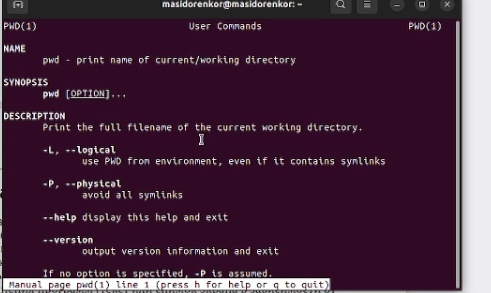 masidorenkor@masidorenkor: ~
PWD(1) User Commands PWD(1)
NAME
pwd - print name of current/working directory
SYNOPSIS
pwd [OPTION]...
DESCRIPTION
Print the full filename of the current working directory.
-L, --logical
use PWD from environment, even if it contains symlinks
-P, --physical
avoid all symlinks
--help display this help and exit
--version
output version information and exit
If no option is specified, -P is assumed.
Manual page pwd(1) line 1 (press h for help or q to quit)